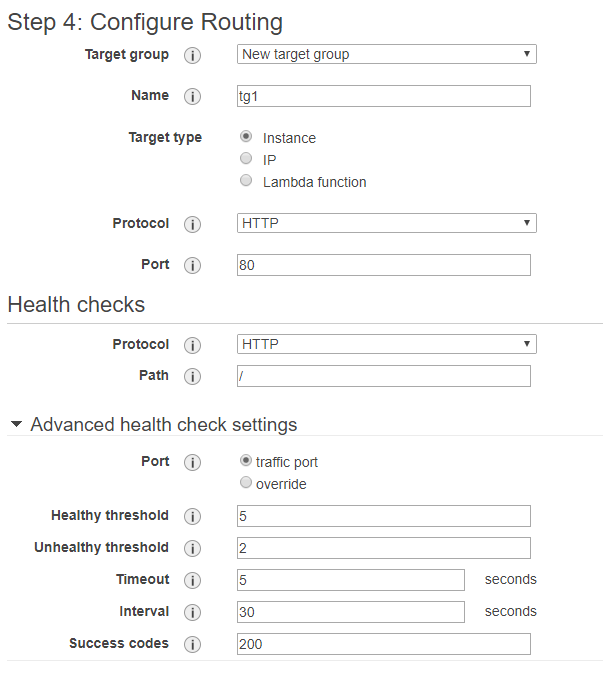 Step 4: Configure Routing
Target group i New target group
Name i tg1
Target type Instance
IP
Lambda function
Protocol i HTTP
Port i 80
Health checks
Protocol i HTTP
Path i /
Advanced health check settings
Port i traffic port
override
Healthy threshold i 5
Unhealthy threshold i 2
Timeout i 5 seconds
Interval i 30 seconds
Success codes i 200